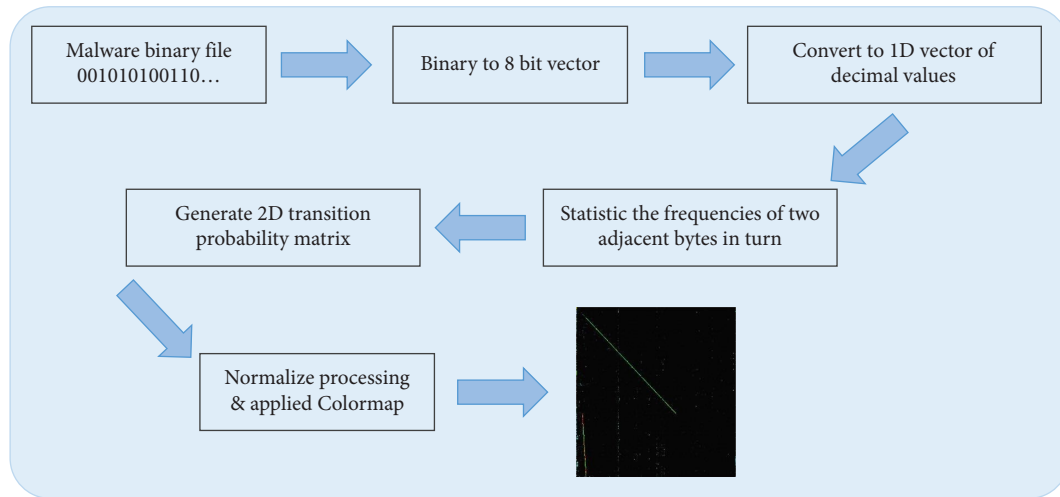 Malware binary file
001010100110…
Binary to 8 bit vector
Convert to 1D vector of
decimal values
Statistic the frequencies of two
adjacent bytes in turn
Generate 2D transition
probability matrix
Normalize processing
& applied Colormap